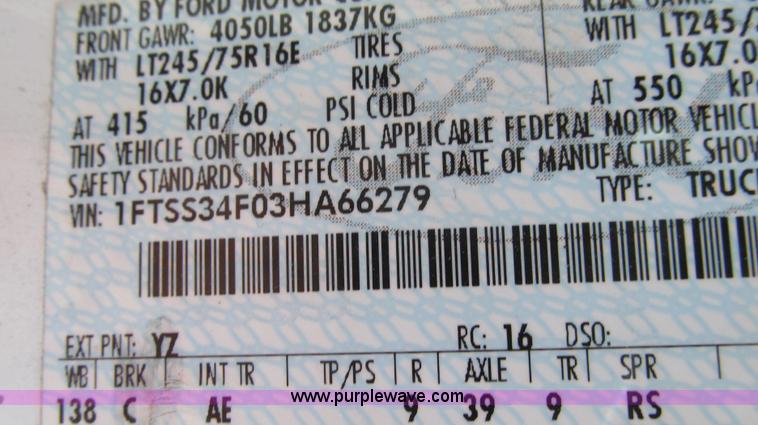 MFD. BY FORD MOTOR
FRONT GAWR: 4050LB 1837KG
WITH LT245/75R16E TIRES WITH LT245/
16X7.0K RIMS 16X7.0
AT 415 kPa/60 PSI COLD AT 550
THIS VEHICLE CONFORMS TO ALL APPLICABLE FEDERAL MOTOR VEHICL
SAFETY STANDARDS IN EFFECT ON THE DATE OF MANUFACTURE SHOW
VIN: 1FTSS34F03HA66279 TYPE: TRUC
EXT PNT: YZ RC: 16 DSO:
WB BRK INT TR TP/PS R AXLE TR SPR
138 C AE 9 39 9 RS
www.purplewave.com